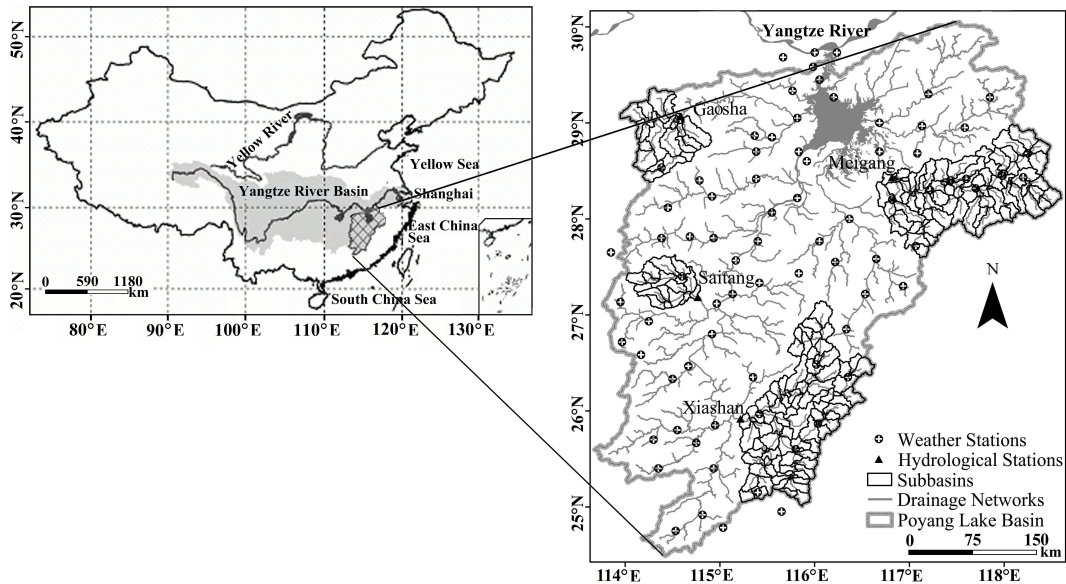 50°N
40°N
30°N
20°N
80°E
90°E
100°E
110°E
120°E
130°E
Yellow River
Yellow Sea
Yangtze River Basin
Shanghai
East China
Sea
South China Sea
0 590 1180
km
30°N
29°N
28°N
27°N
26°N
25°N
114°E
115°E
116°E
117°E
118°E
Yangtze River
Gaosha
Meigang
Saitang
Xiashan
N
Weather Stations
Hydrological Stations
Subbasins
Drainage Networks
Poyang Lake Basin
0 75 150
km